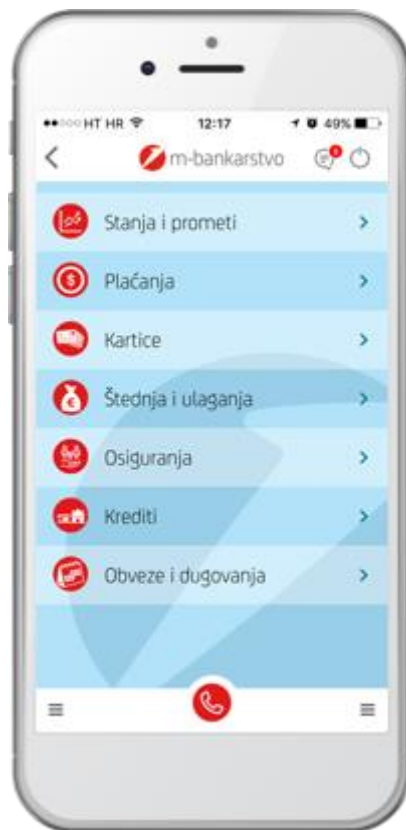 HT HR 12:17 49%
m-bankarstvo
Stanja i prometi
Plaćanja
Kartice
Štednja i ulaganja
Osiguranja
Krediti
Obveze i dugovanja